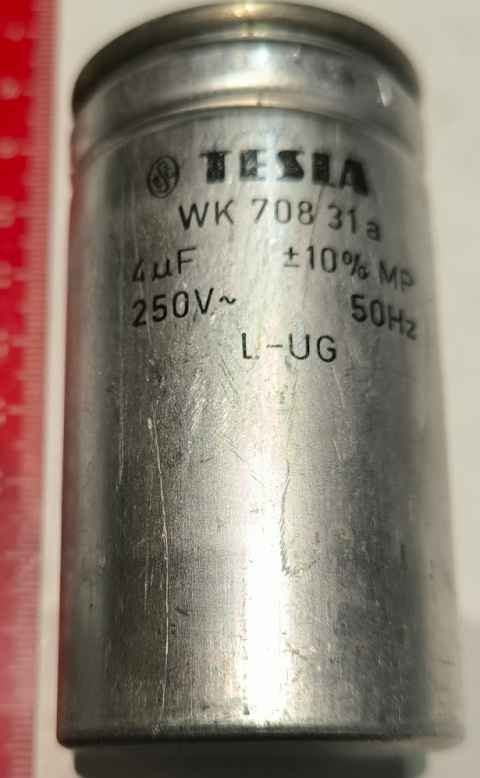 TESLA
WK 708 31 a
4µF ±10% MP
250V~ 50Hz
L-UG